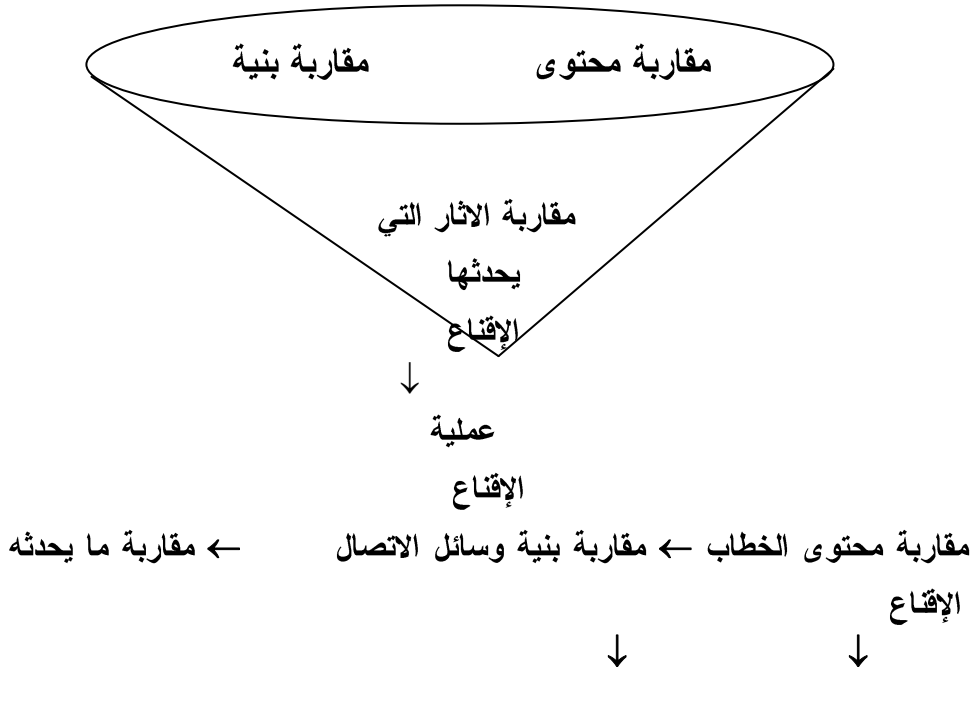 مقاربة محتوى مقاربة بنية
مقاربة الاثار التي
يحدثها
الإقناع
↓
عملية
الإقناع
مقاربة محتوى الخطاب ← مقاربة بنية وسائل الاتصال ← مقاربة ما يحدثه
الإقناع
↓ ↓